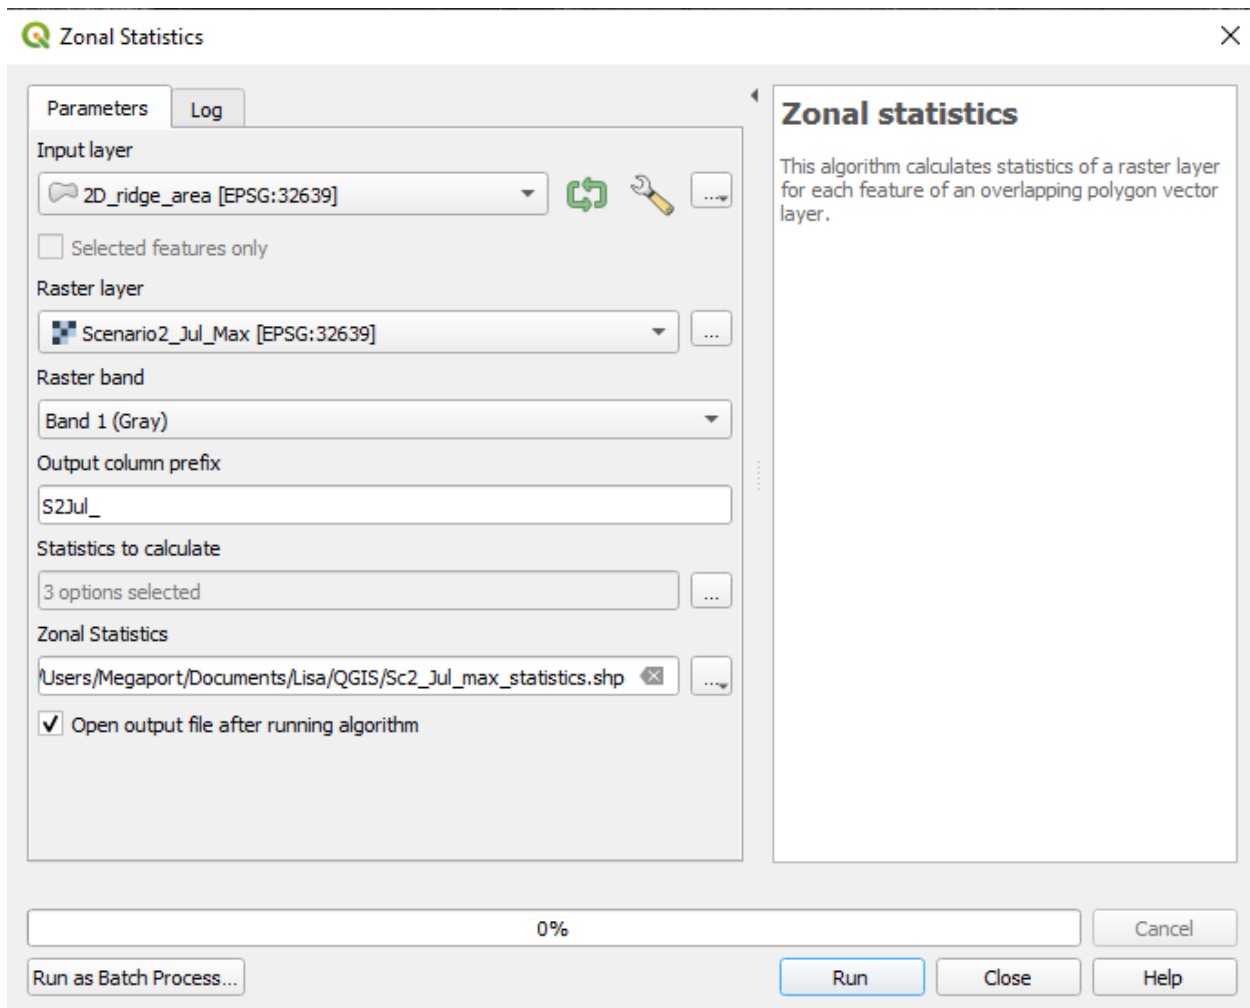 Zonal Statistics
Parameters
Log
Input layer
2D_ridge_area [EPSG:32639]
...
Selected features only
Raster layer
Scenario2_Jul_Max [EPSG:32639]
...
Raster band
Band 1 (Gray)
Output column prefix
S2Jul_
Statistics to calculate
3 options selected
...
Zonal Statistics
/Users/Megaport/Documents/Lisa/QGIS/Sc2_Jul_max_statistics.shp
...
Open output file after running algorithm
Zonal statistics
This algorithm calculates statistics of a raster layer
for each feature of an overlapping polygon vector
layer.
0%
Cancel
Run as Batch Process...
Run
Close
Help